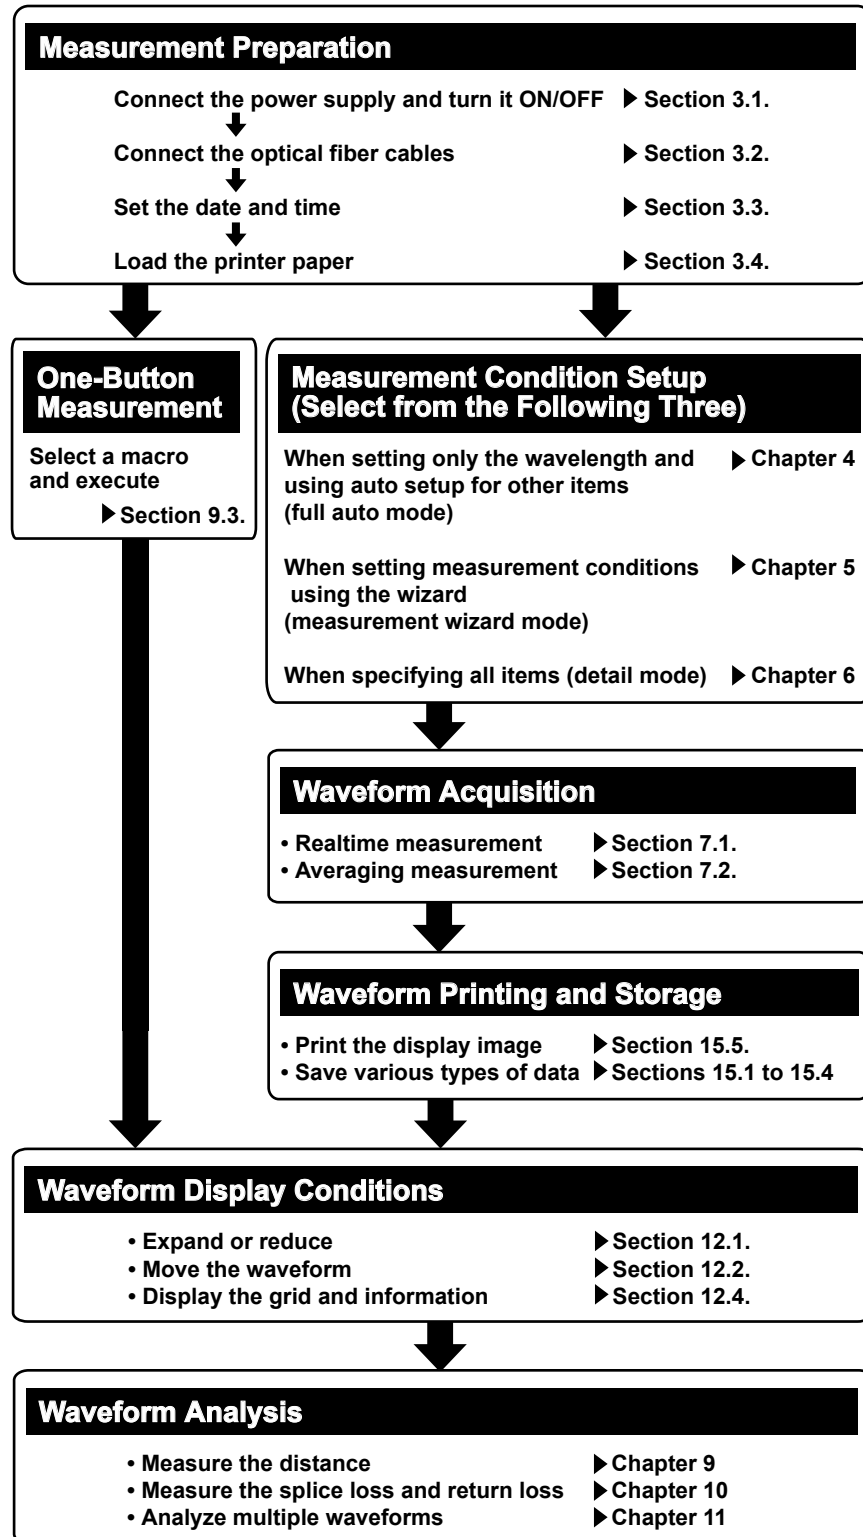 Measurement Preparation
Connect the power supply and turn it ON/OFF Section 3.1.
Connect the optical fiber cables Section 3.2.
Set the date and time Section 3.3.
Load the printer paper Section 3.4.
One-Button
Measurement
Select a macro
and execute
Section 9.3.
Measurement Condition Setup
(Select from the Following Three)
When setting only the wavelength and Chapter 4
using auto setup for other items
(full auto mode)
When setting measurement conditions Chapter 5
using the wizard
(measurement wizard mode)
When specifying all items (detail mode) Chapter 6
Waveform Acquisition
• Realtime measurement Section 7.1.
• Averaging measurement Section 7.2.
Waveform Printing and Storage
• Print the display image Section 15.5.
• Save various types of data Sections 15.1 to 15.4
Waveform Display Conditions
• Expand or reduce Section 12.1.
• Move the waveform Section 12.2.
• Display the grid and information Section 12.4.
Waveform Analysis
• Measure the distance Chapter 9
• Measure the splice loss and return loss Chapter 10
• Analyze multiple waveforms Chapter 11